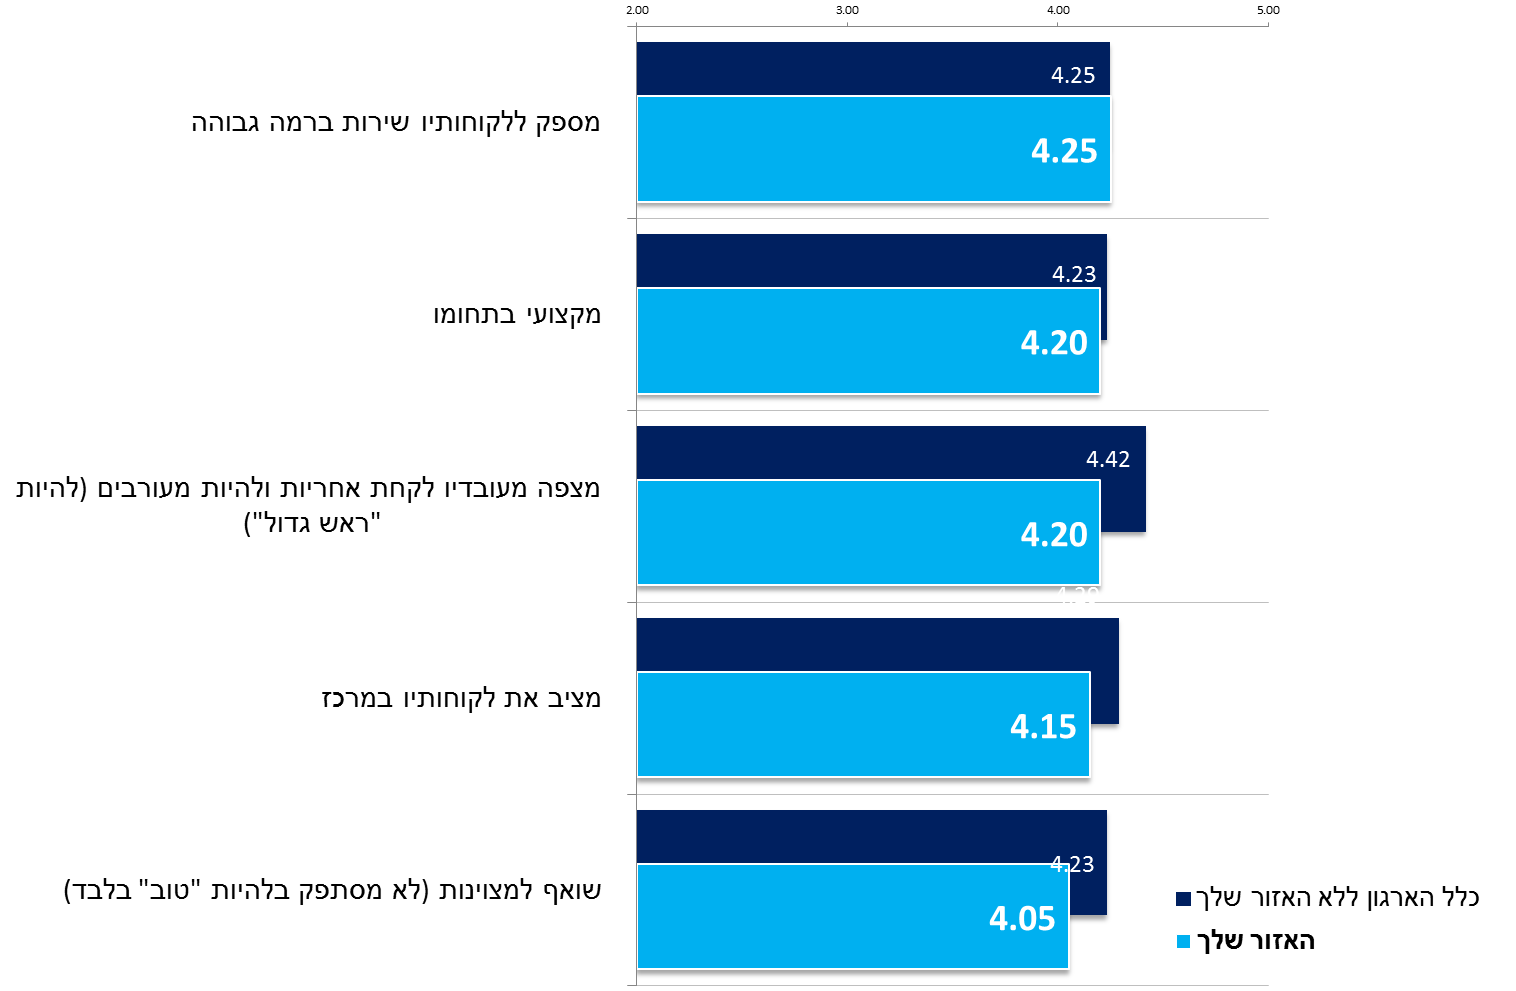 2.00 3.00 4.00 5.00
מספק ללקוחותיו שירות ברמה גבוהה
4.25
4.25
מקצועי בתחומו
4.23
4.20
מצפה מעובדיו לקחת אחריות ולהיות מעורבים (להיות
"ראש גדול")
4.42
4.20
מציב את לקוחותיו במרכז
4.15
שואף למצוינות (לא מסתפק בלהיות "טוב" בלבד)
4.23
4.05
כלל הארגון ללא האזור שלך
האזור שלך